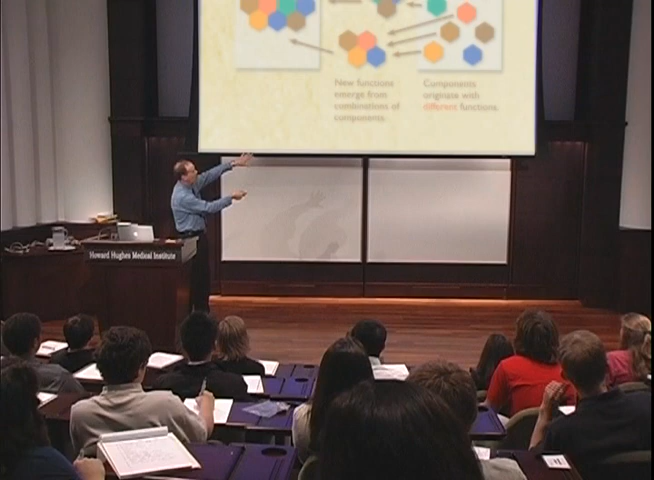 New functions
emerge from
combinations of
components.
Components
originate with
different functions.
Howard Hughes Medical Institute